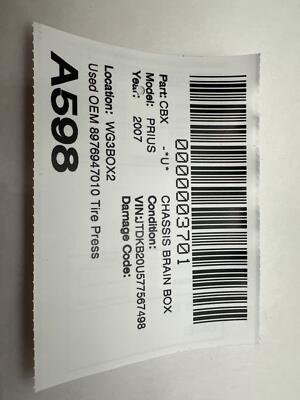 0000003701
Part: CBX -*U* CHASSIS BRAIN BOX
Model: PRIUS Condition:
Year: 2007 VIN:JTDKB20U577567498
Damage Code:
Location: WG3BOX2
Used OEM 8976947010 Tire Press
A598